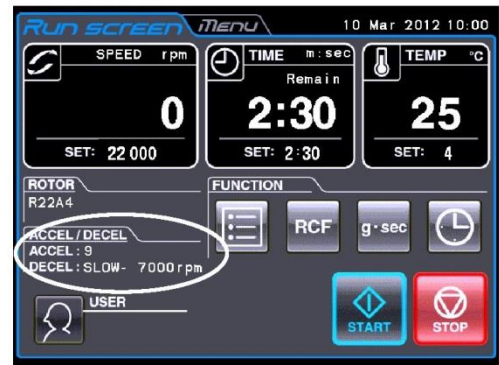 Run screen Menu 10 Mar 2012 10:00
SPEED rpm
0
SET: 22 000
TIME m:sec
Remain
2:30
SET: 2:30
TEMP °C
25
SET: 4
ROTOR
R22A4
ACCEL/DECEL
ACCEL:9
DECEL:SLOW- 7000rpm
USER
FUNCTION
RCF
g·sec
START
STOP